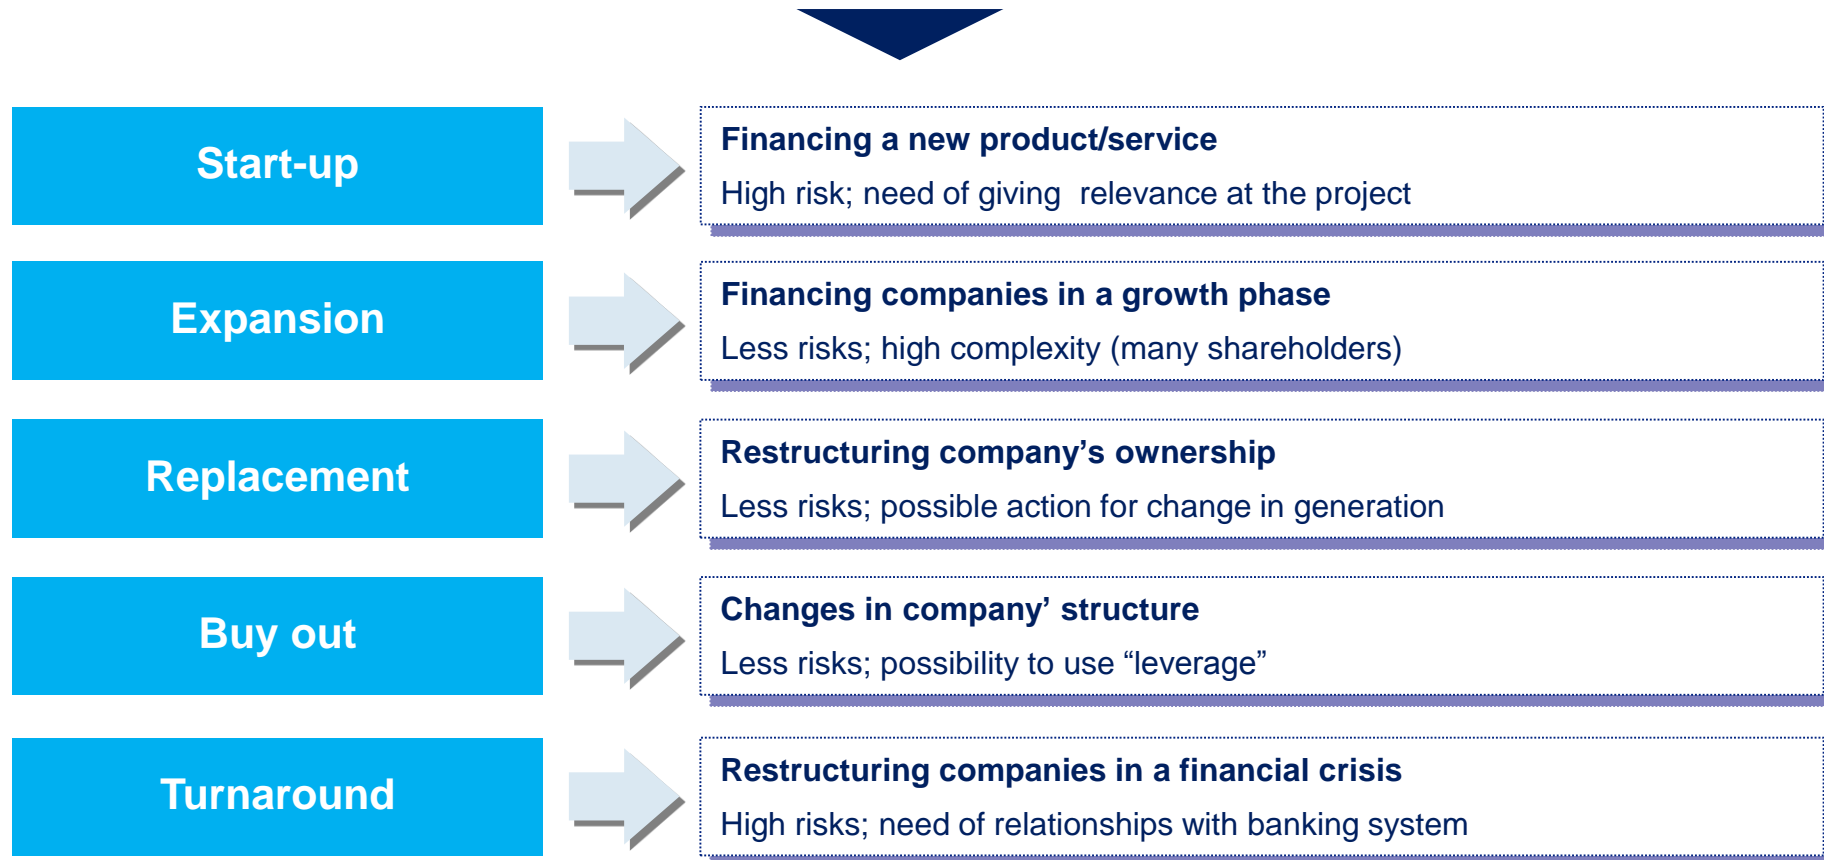 Start-up
Financing a new product/service
High risk; need of giving  relevance at the project
Expansion
Financing companies in a growth phase
Less risks; high complexity (many shareholders)
Replacement
Restructuring company’s ownership
Less risks; possible action for change in generation
Buy out
Changes in company’ structure
Less risks; possibility to use “leverage”
Turnaround
Restructuring companies in a financial crisis
High risks; need of relationships with banking system